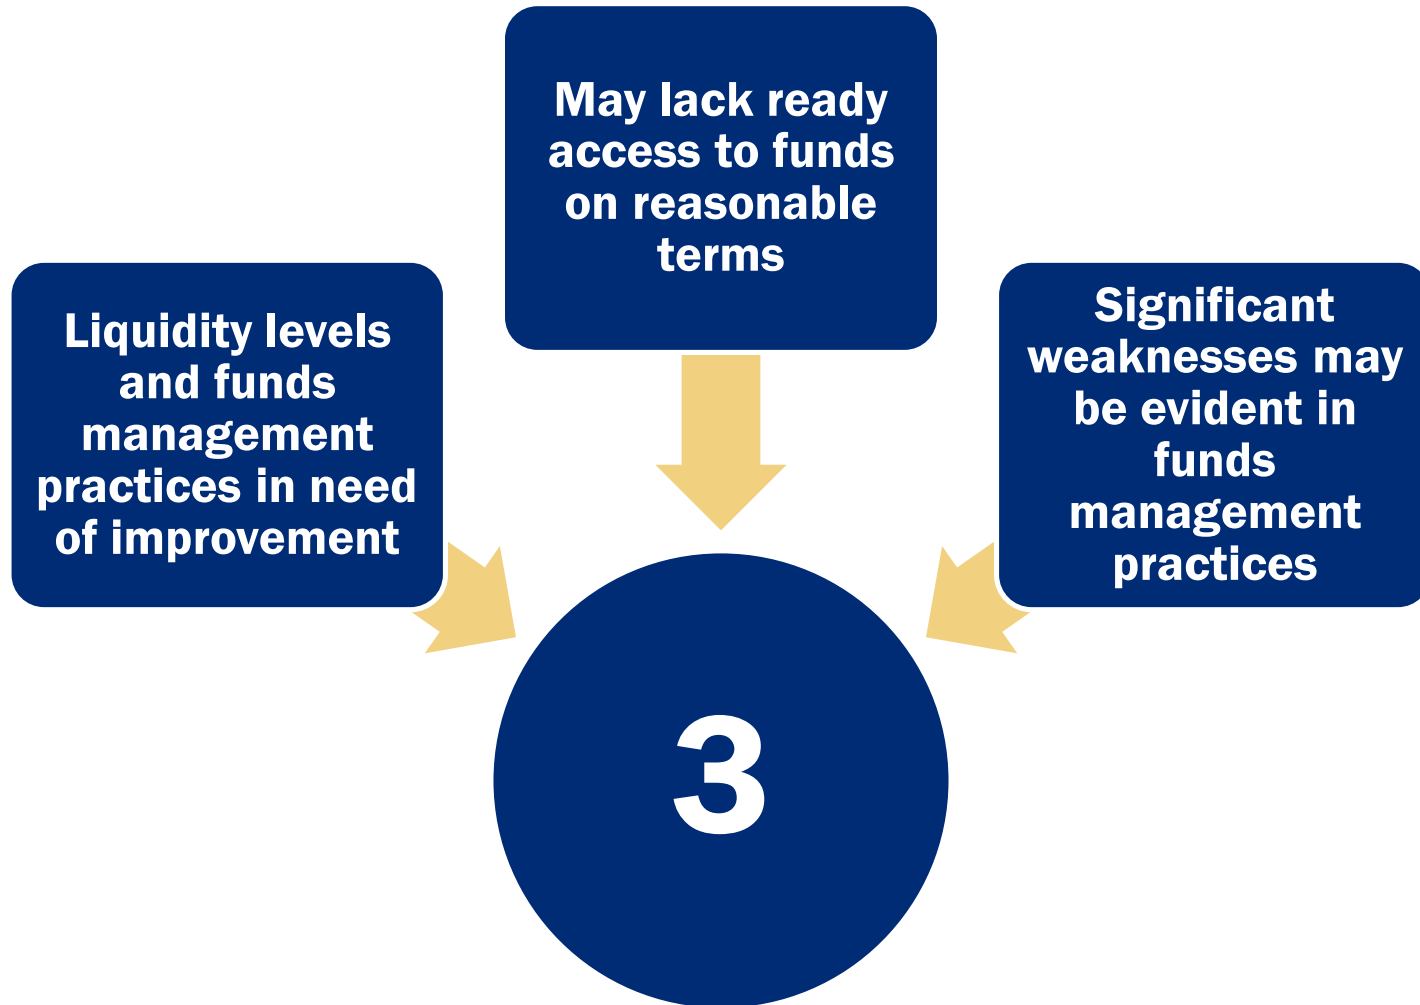 May lack ready
access to funds
on reasonable
terms
Liquidity levels
and funds
management
practices in need
of improvement
Significant
weaknesses may
be evident in
funds
management
practices
3